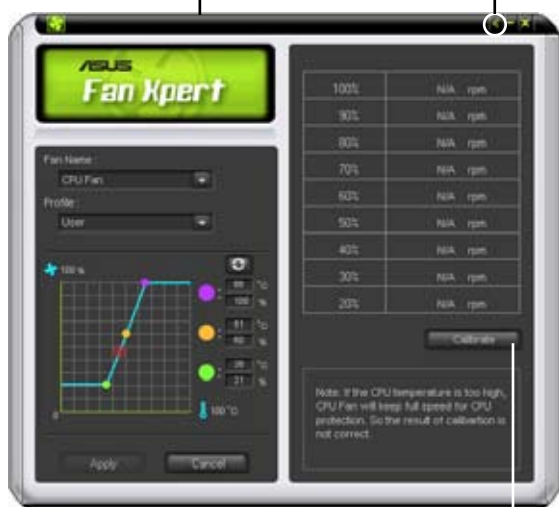 ASUS
Fan Xpert
Fan Name :
CPU Fan
Profile :
User
100 %
°C
100 %
°C
%
°C
21 %
0
100 °C
Apply
Cancel
100% N/A rpm
90% N/A rpm
80% N/A rpm
70% N/A rpm
60% N/A rpm
50% N/A rpm
40% N/A rpm
30% N/A rpm
20% N/A rpm
Calibrate
Note: If the CPU temperature is too high,
CPU Fan will keep full speed for CPU
protection. So the result of calibartion is
not correct.